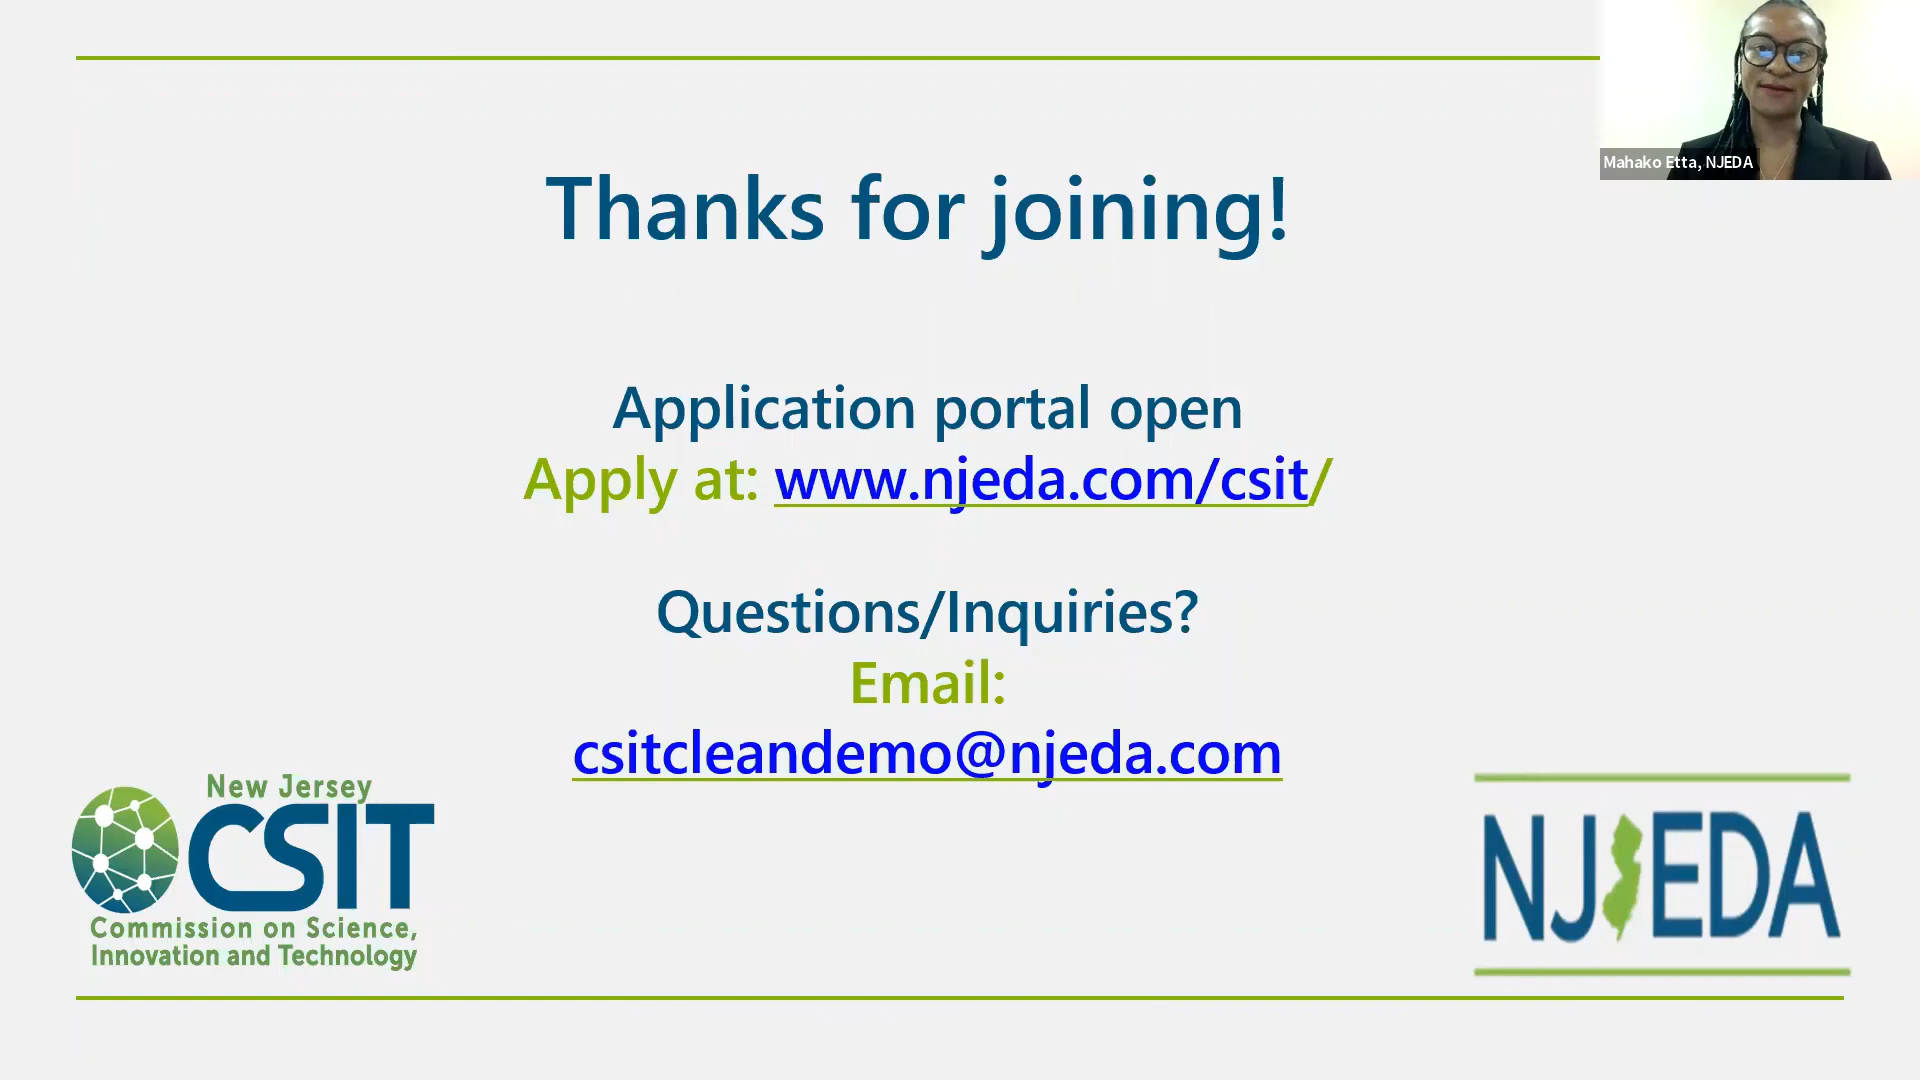 Mahako Etta, NJEDA
Thanks for joining!
Application portal open
Apply at: www.njeda.com/csit/
Questions/Inquiries?
Email:
csitcleandemo@njeda.com
New Jersey
CSIT
Commission on Science,
Innovation and Technology
NJEDA